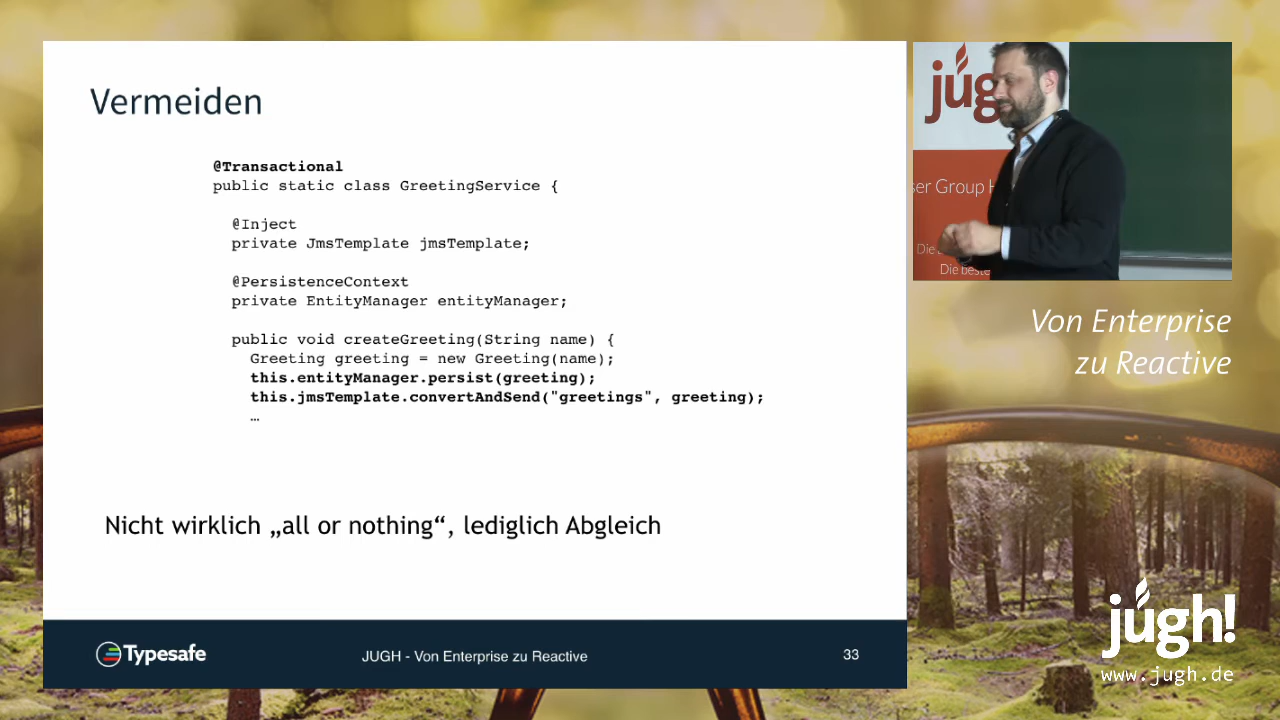 Vermeiden
@Transactional
public static class GreetingService {
@Inject
private JmsTemplate jmsTemplate;
@PersistenceContext
private EntityManager entityManager;
public void createGreeting(String name) {
Greeting greeting = new Greeting(name);
this.entityManager.persist(greeting);
this.jmsTemplate.convertAndSend("greetings", greeting);
…
Nicht wirklich „all or nothing“, lediglich Abgleich
Typesafe
JUGH - Von Enterprise zu Reactive
33
jug
ser Group H
Die
Die beste
Von Enterprise
zu Reactive
jugh!
www.jugh.de